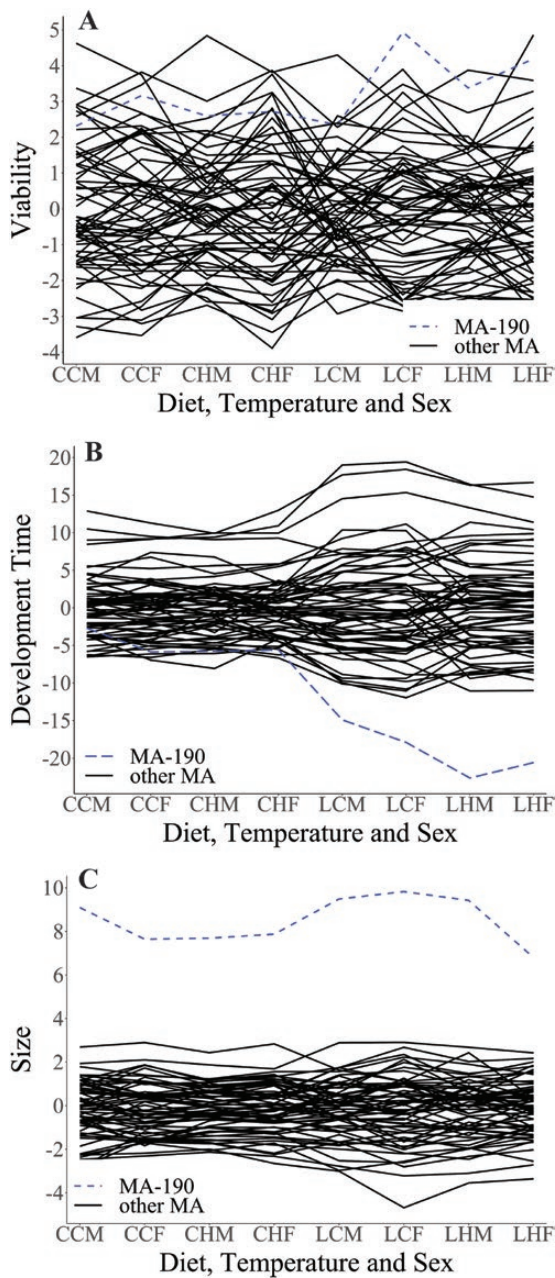 A
5
4
3
2
1
0
-1
-2
-3
-4
Viability
MA-190
other MA
CCM CCF CHM CHF LCM LCF LHM LHF
Diet, Temperature and Sex
B
20
15
10
5
0
-5
-10
-15
-20
Development Time
MA-190
other MA
CCM CCF CHM CHF LCM LCF LHM LHF
Diet, Temperature and Sex
C
10
8
6
4
2
0
-2
-4
Size
MA-190
other MA
CCM CCF CHM CHF LCM LCF LHM LHF
Diet, Temperature and Sex